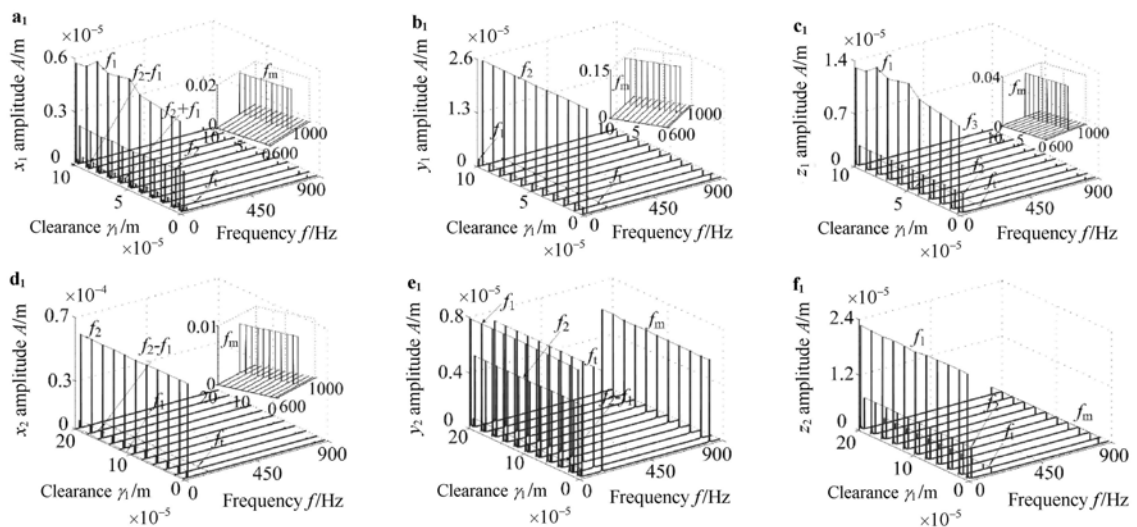 a₁
×10⁻⁵
0.6
0.3
0
x₁ amplitude A/m
f₁
f₂-f₁
f₂+f₁
f₂
fₜ
0.02
0
fₘ
10
5
0
600
1000
10
5
0
0
450
900
Clearance γ₁/m
×10⁻⁵
Frequency f/Hz
b₁
×10⁻⁵
2.6
1.3
0
y₁ amplitude A/m
f₂
f₁
0.15
fₘ
0
10
5
0
600
1000
10
5
0
0
450
900
Clearance γ₁/m
×10⁻⁵
Frequency f/Hz
c₁
×10⁻⁵
1.4
0.7
0
z₁ amplitude A/m
f₁
f₃
f₂
fₜ
0.04
fₘ
0
10
5
0
600
1000
10
5
0
0
450
900
Clearance γ₁/m
×10⁻⁵
Frequency f/Hz
d₁
×10⁻⁴
0.7
0.3
0
x₂ amplitude A/m
f₂
f₂-f₁
f₁
fₜ
0.01
fₘ
0
20
10
0
600
1000
20
10
0
0
450
900
Clearance γ₁/m
×10⁻⁵
Frequency f/Hz
e₁
×10⁻⁵
0.8
0.4
0
y₂ amplitude A/m
f₁
f₂
fₜ
fₘ
f₂-f₁
20
10
0
0
450
900
Clearance γ₁/m
×10⁻⁵
Frequency f/Hz
f₁
×10⁻⁵
2.4
1.2
0
z₂ amplitude A/m
f₁
f₂
fₘ
fₜ
20
10
0
0
450
900
Clearance γ₁/m
×10⁻⁵
Frequency f/Hz